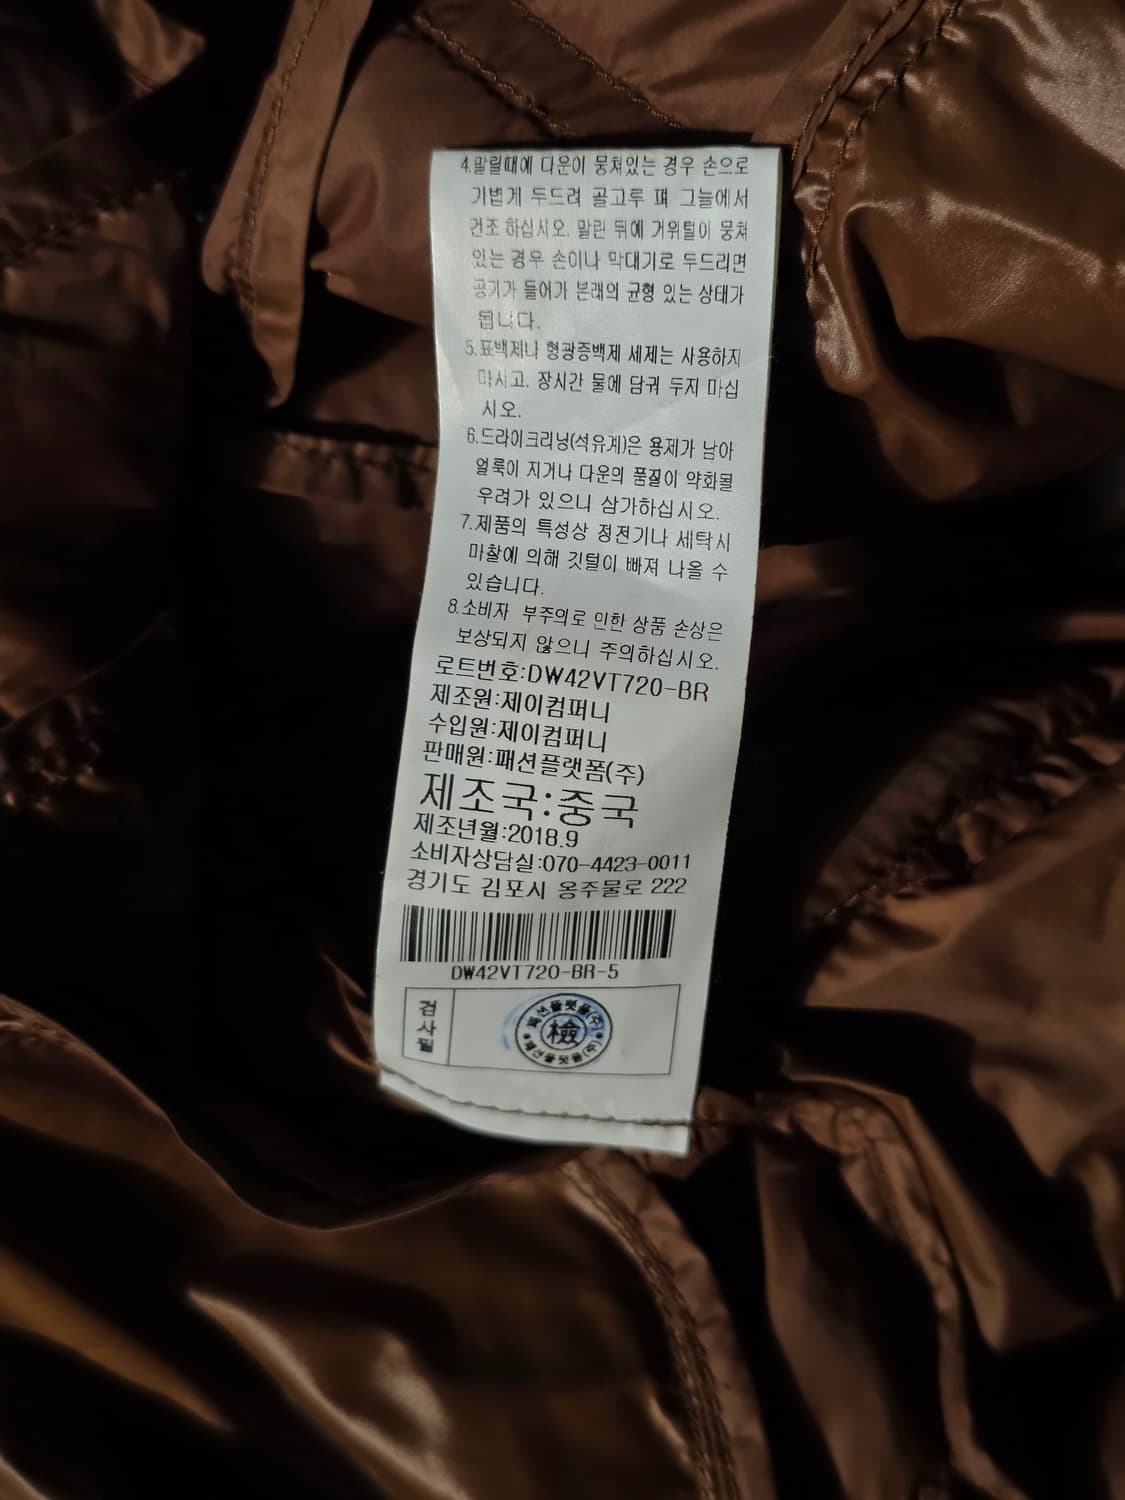 4.말릴때에 다운이 뭉쳐있는 경우 손으로
가볍게 두드려 골고루 펴 그늘에서
건조 하십시오. 말린 뒤에 거위털이 뭉쳐
있는 경우 손이나 막대기로 두드리면
공기가 들어가 본래의 균형 있는 상태가
됩니다.
5.표백제나 형광증백제 세제는 사용하지
마시고. 장시간 물에 담궈 두지 마십
시오.
6.드라이크리닝(석유계)은 용제가 남아
얼룩이 지거나 다운의 품질이 약화될
우려가 있으니 삼가하십시오.
7.제품의 특성상 정전기나 세탁시
마찰에 의해 깃털이 빠져 나올 수
있습니다.
8.소비자 부주의로 인한 상품 손상은
보상되지 않으니 주의하십시오.
로트번호:DW42VT720-BR
제조원:제이컴퍼니
수입원:제이컴퍼니
판매원:패션플랫폼(주)
제조국:중국
제조년월:2018.9
소비자상담실:070-4423-0011
경기도 김포시 옹주물로 222
DW42VT720-BR-5
검사필
패션플랫폼(주)
檢
패션플랫폼(주)